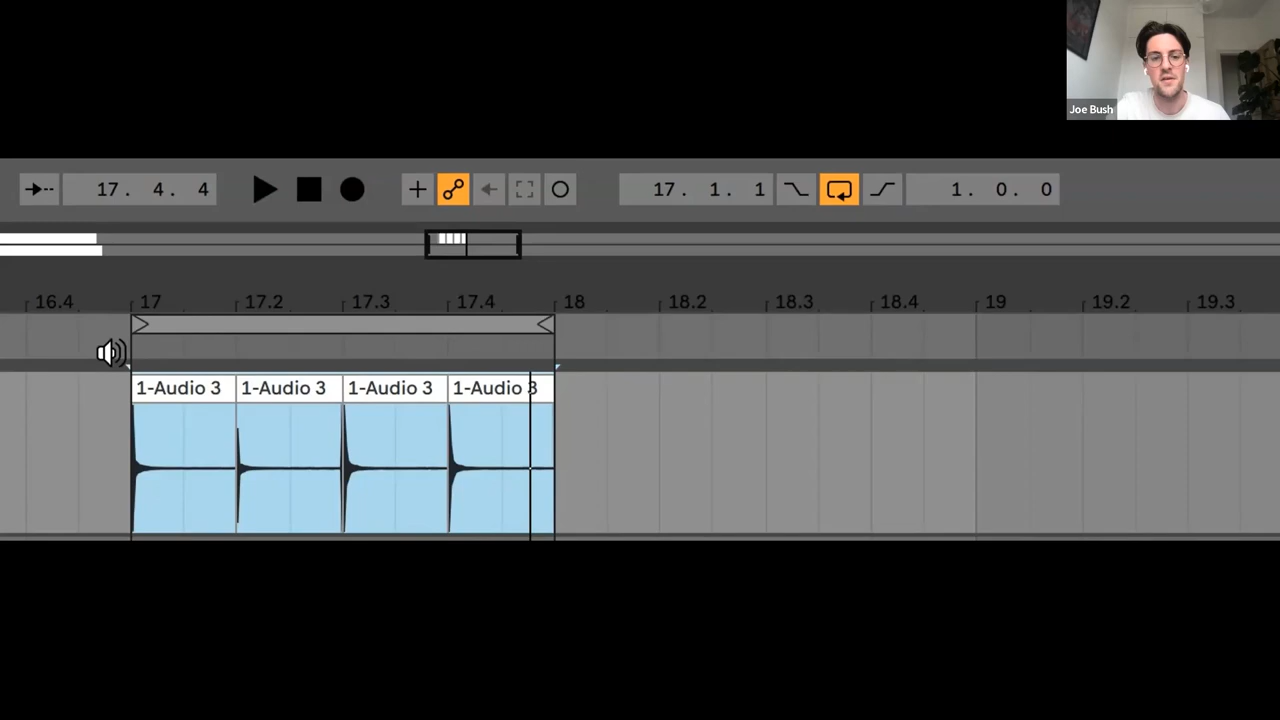 Joe Bush
17. 4. 4
17. 1. 1
1. 0. 0
16.4 17 17.2 17.3 17.4 18 18.2 18.3 18.4 19 19.2 19.3
1-Audio 3 1-Audio 3 1-Audio 3 1-Audio 3